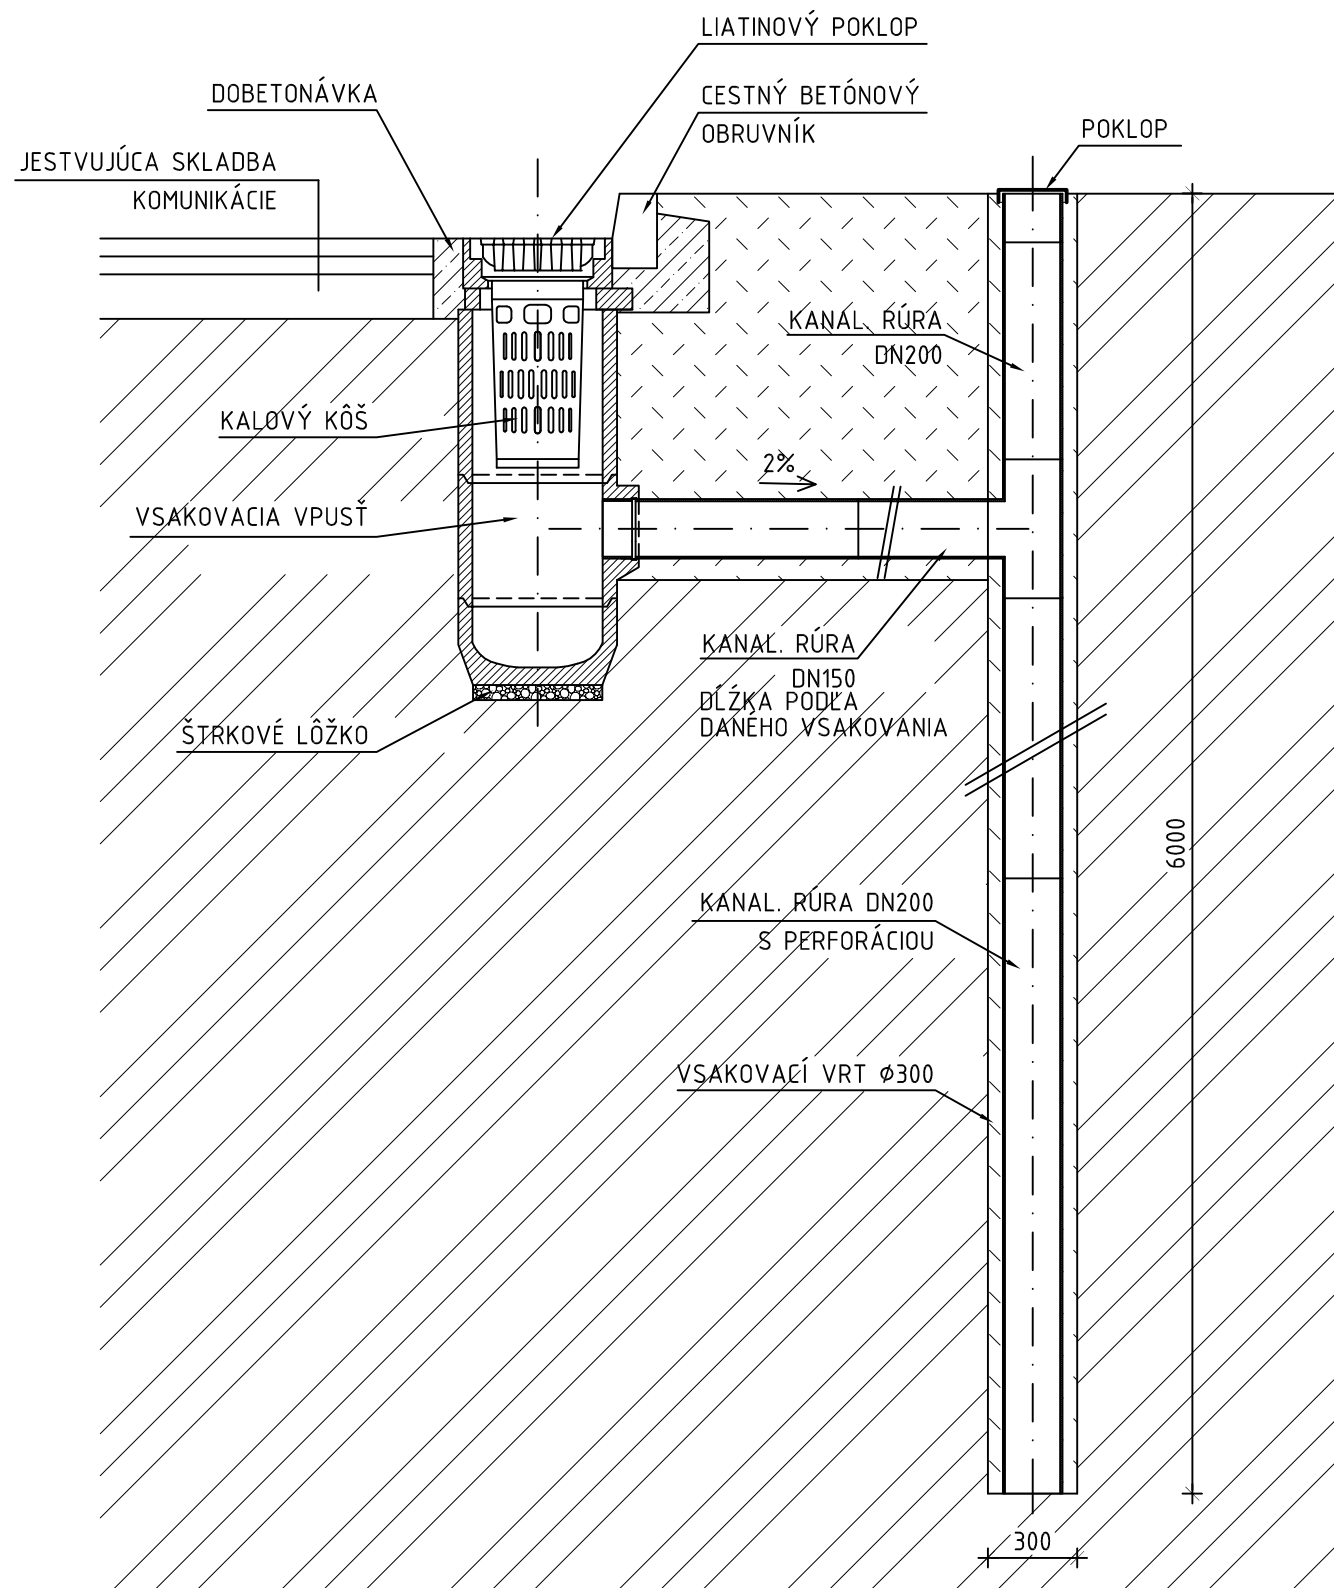 LIATINOVÝ POKLOP
DOBETONÁVKA
CESTNÝ BETÓNOVÝ
OBRUVNÍK
POKLOP
JESTVUJÚCA SKLADBA
KOMUNIKÁCIE
KANAL. RÚRA
DN200
KALOVÝ KÔŠ
2%
VSAKOVACIA VPUSŤ
KANAL. RÚRA
DN150
DĹŽKA PODĽA
DANÉHO VSAKOVANIA
ŠTRKOVÉ LÔŽKO
6000
KANAL. RÚRA DN200
S PERFORÁCIOU
VSAKOVACÍ VRT Ø300
300